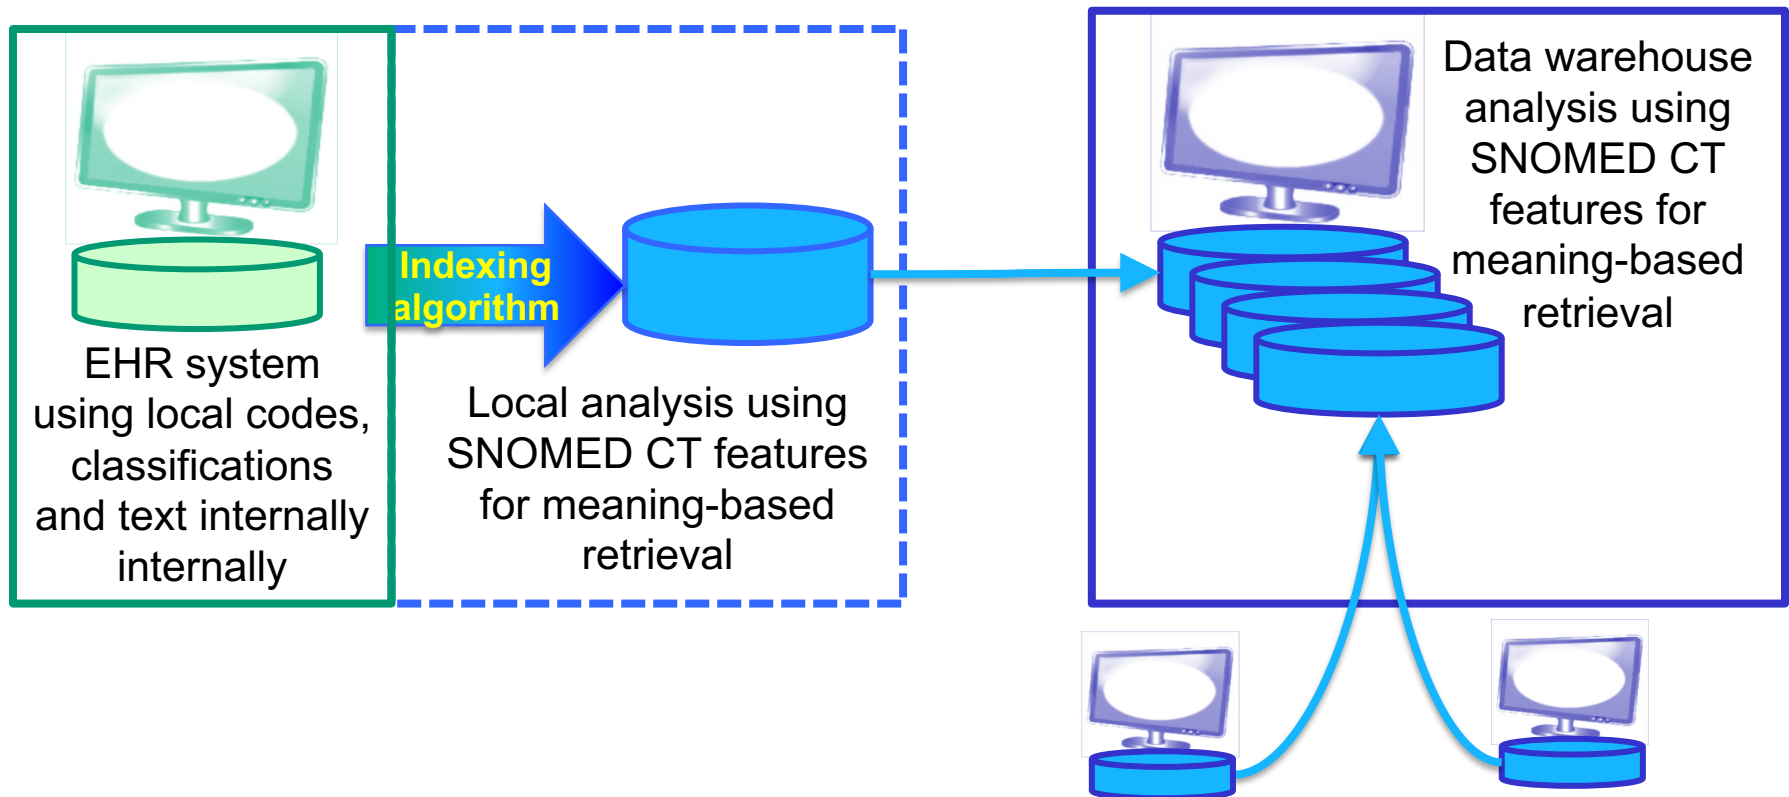 EHR system
using local codes,
classifications
and text internally
internally
Indexing
algorithm
Local analysis using
SNOMED CT features
for meaning-based
retrieval
Data warehouse
analysis using
SNOMED CT
features for
meaning-based
retrieval